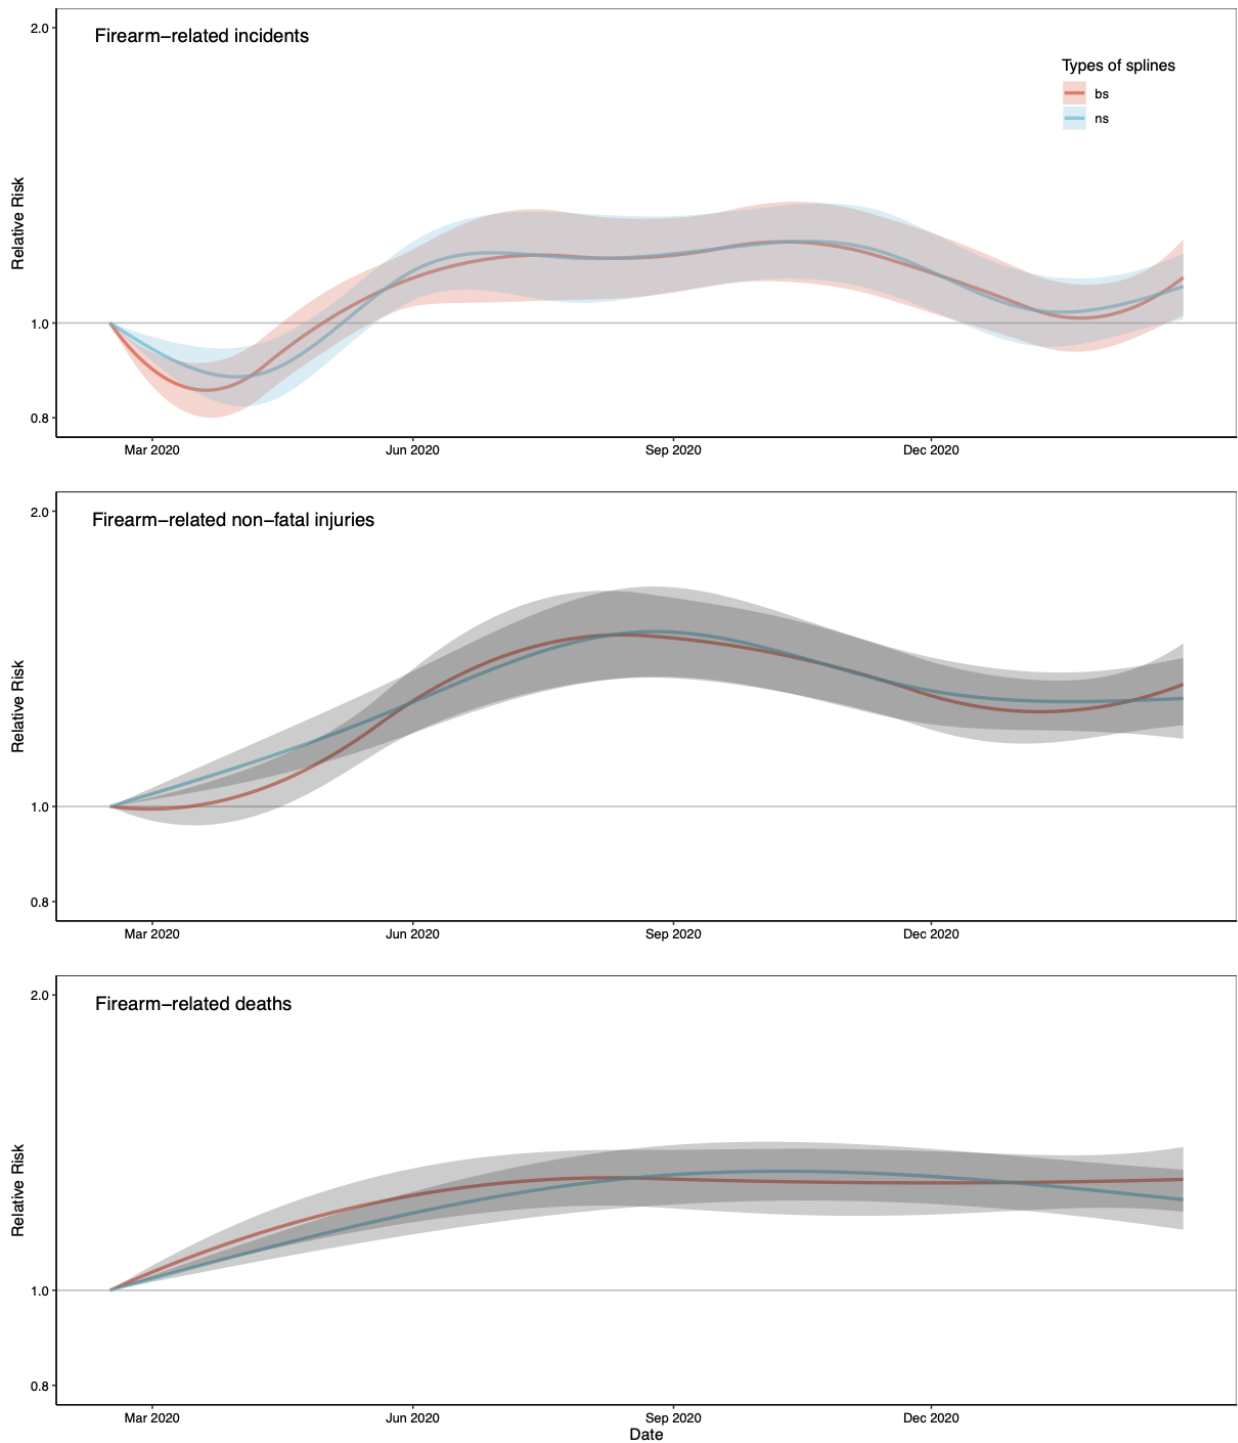 Firearm–related incidents
Types of splines
bs
ns
Relative Risk
2.0
1.0
0.8
Mar 2020
Jun 2020
Sep 2020
Dec 2020
Firearm–related non–fatal injuries
Relative Risk
2.0
1.0
0.8
Mar 2020
Jun 2020
Sep 2020
Dec 2020
Firearm–related deaths
Relative Risk
2.0
1.0
0.8
Mar 2020
Jun 2020
Sep 2020
Dec 2020
Date